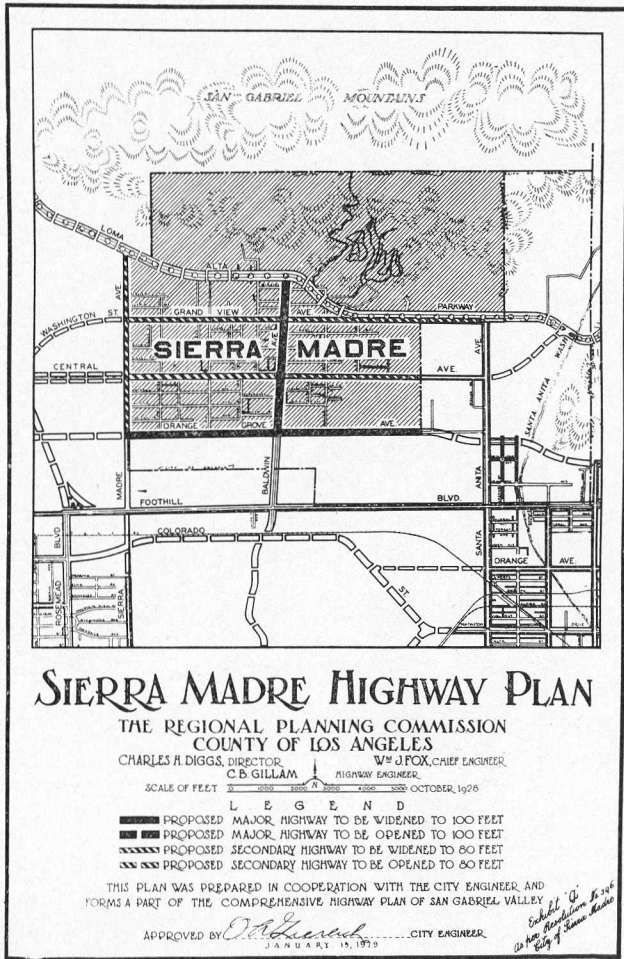 SAN GABRIEL MOUNTAINS
LOMA
ALTA
PARKWAY
AVE.
WASHINGTON ST.
GRAND VIEW AVE.
AVE.
AVE.
SIERRA MADRE
CENTRAL AVE.
SANTA ANITA WASH
ORANGE GROVE AVE.
MADRE
BALDWIN
ANITA
FOOTHILL BLVD.
COLORADO
ST.
SANTA
ORANGE AVE.
BLVD
ROSEMEAD
SIERRA
SIERRA MADRE HIGHWAY PLAN
THE REGIONAL PLANNING COMMISSION
COUNTY OF LOS ANGELES
CHARLES H. DIGGS, DIRECTOR WM J. FOX, CHIEF ENGINEER
C. B. GILLAM HIGHWAY ENGINEER
N
SCALE OF FEET 0 1000 2000 3000 4000 5000 OCTOBER 1928
LEGEND
PROPOSED MAJOR HIGHWAY TO BE WIDENED TO 100 FEET
PROPOSED MAJOR HIGHWAY TO BE OPENED TO 100 FEET
PROPOSED SECONDARY HIGHWAY TO BE WIDENED TO 80 FEET
PROPOSED SECONDARY HIGHWAY TO BE OPENED TO 80 FEET
THIS PLAN WAS PREPARED IN COOPERATION WITH THE CITY ENGINEER AND
FORMS A PART OF THE COMPREHENSIVE HIGHWAY PLAN OF SAN GABRIEL VALLEY
APPROVED BY CITY ENGINEER
JANUARY 15, 1929
Exhibit "A"
as per Resolution No 346
City of Sierra Madre